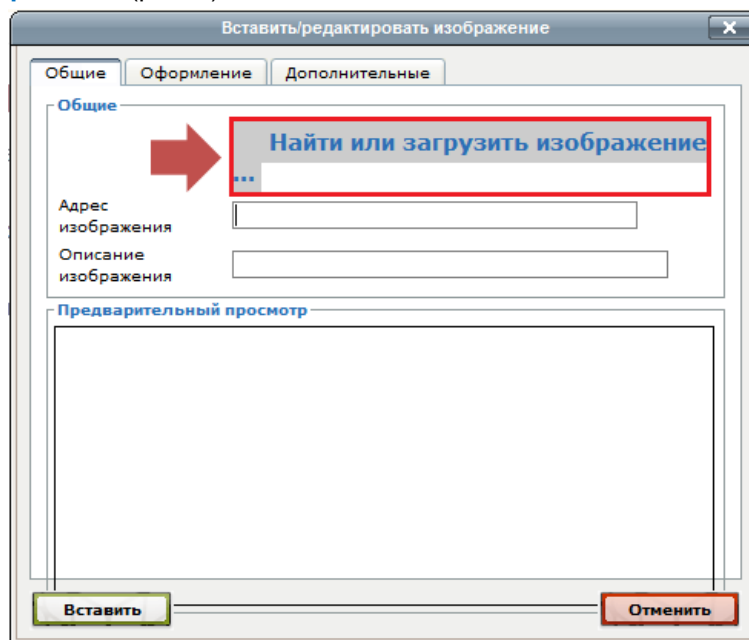 Вставить/редактировать изображение
Общие
Оформление
Дополнительные
Общие
Найти или загрузить изображение
...
Адрес
изображения
Описание
изображения
Предварительный просмотр
Вставить
Отменить